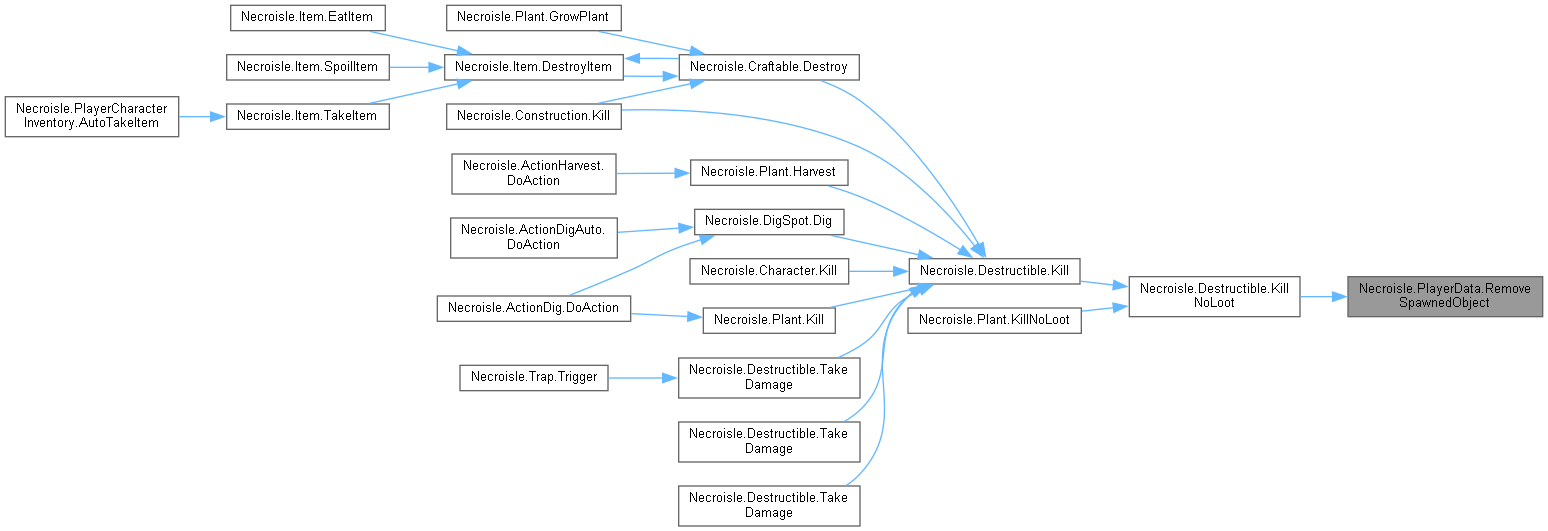 Necroisle.Item.EatItem
Necroisle.Plant.GrowPlant
Necroisle.Item.SpoilItem
Necroisle.Item.DestroyItem
Necroisle.Craftable.Destroy
Necroisle.PlayerCharacter
Inventory.AutoTakeItem
Necroisle.Item.TakeItem
Necroisle.Construction.Kill
Necroisle.ActionHarvest.
DoAction
Necroisle.Plant.Harvest
Necroisle.ActionDigAuto.
DoAction
Necroisle.DigSpot.Dig
Necroisle.Character.Kill
Necroisle.Destructible.Kill
Necroisle.Destructible.Kill
NoLoot
Necroisle.PlayerData.Remove
SpawnedObject
Necroisle.ActionDig.DoAction
Necroisle.Plant.Kill
Necroisle.Plant.KillNoLoot
Necroisle.Trap.Trigger
Necroisle.Destructible.Take
Damage
Necroisle.Destructible.Take
Damage
Necroisle.Destructible.Take
Damage